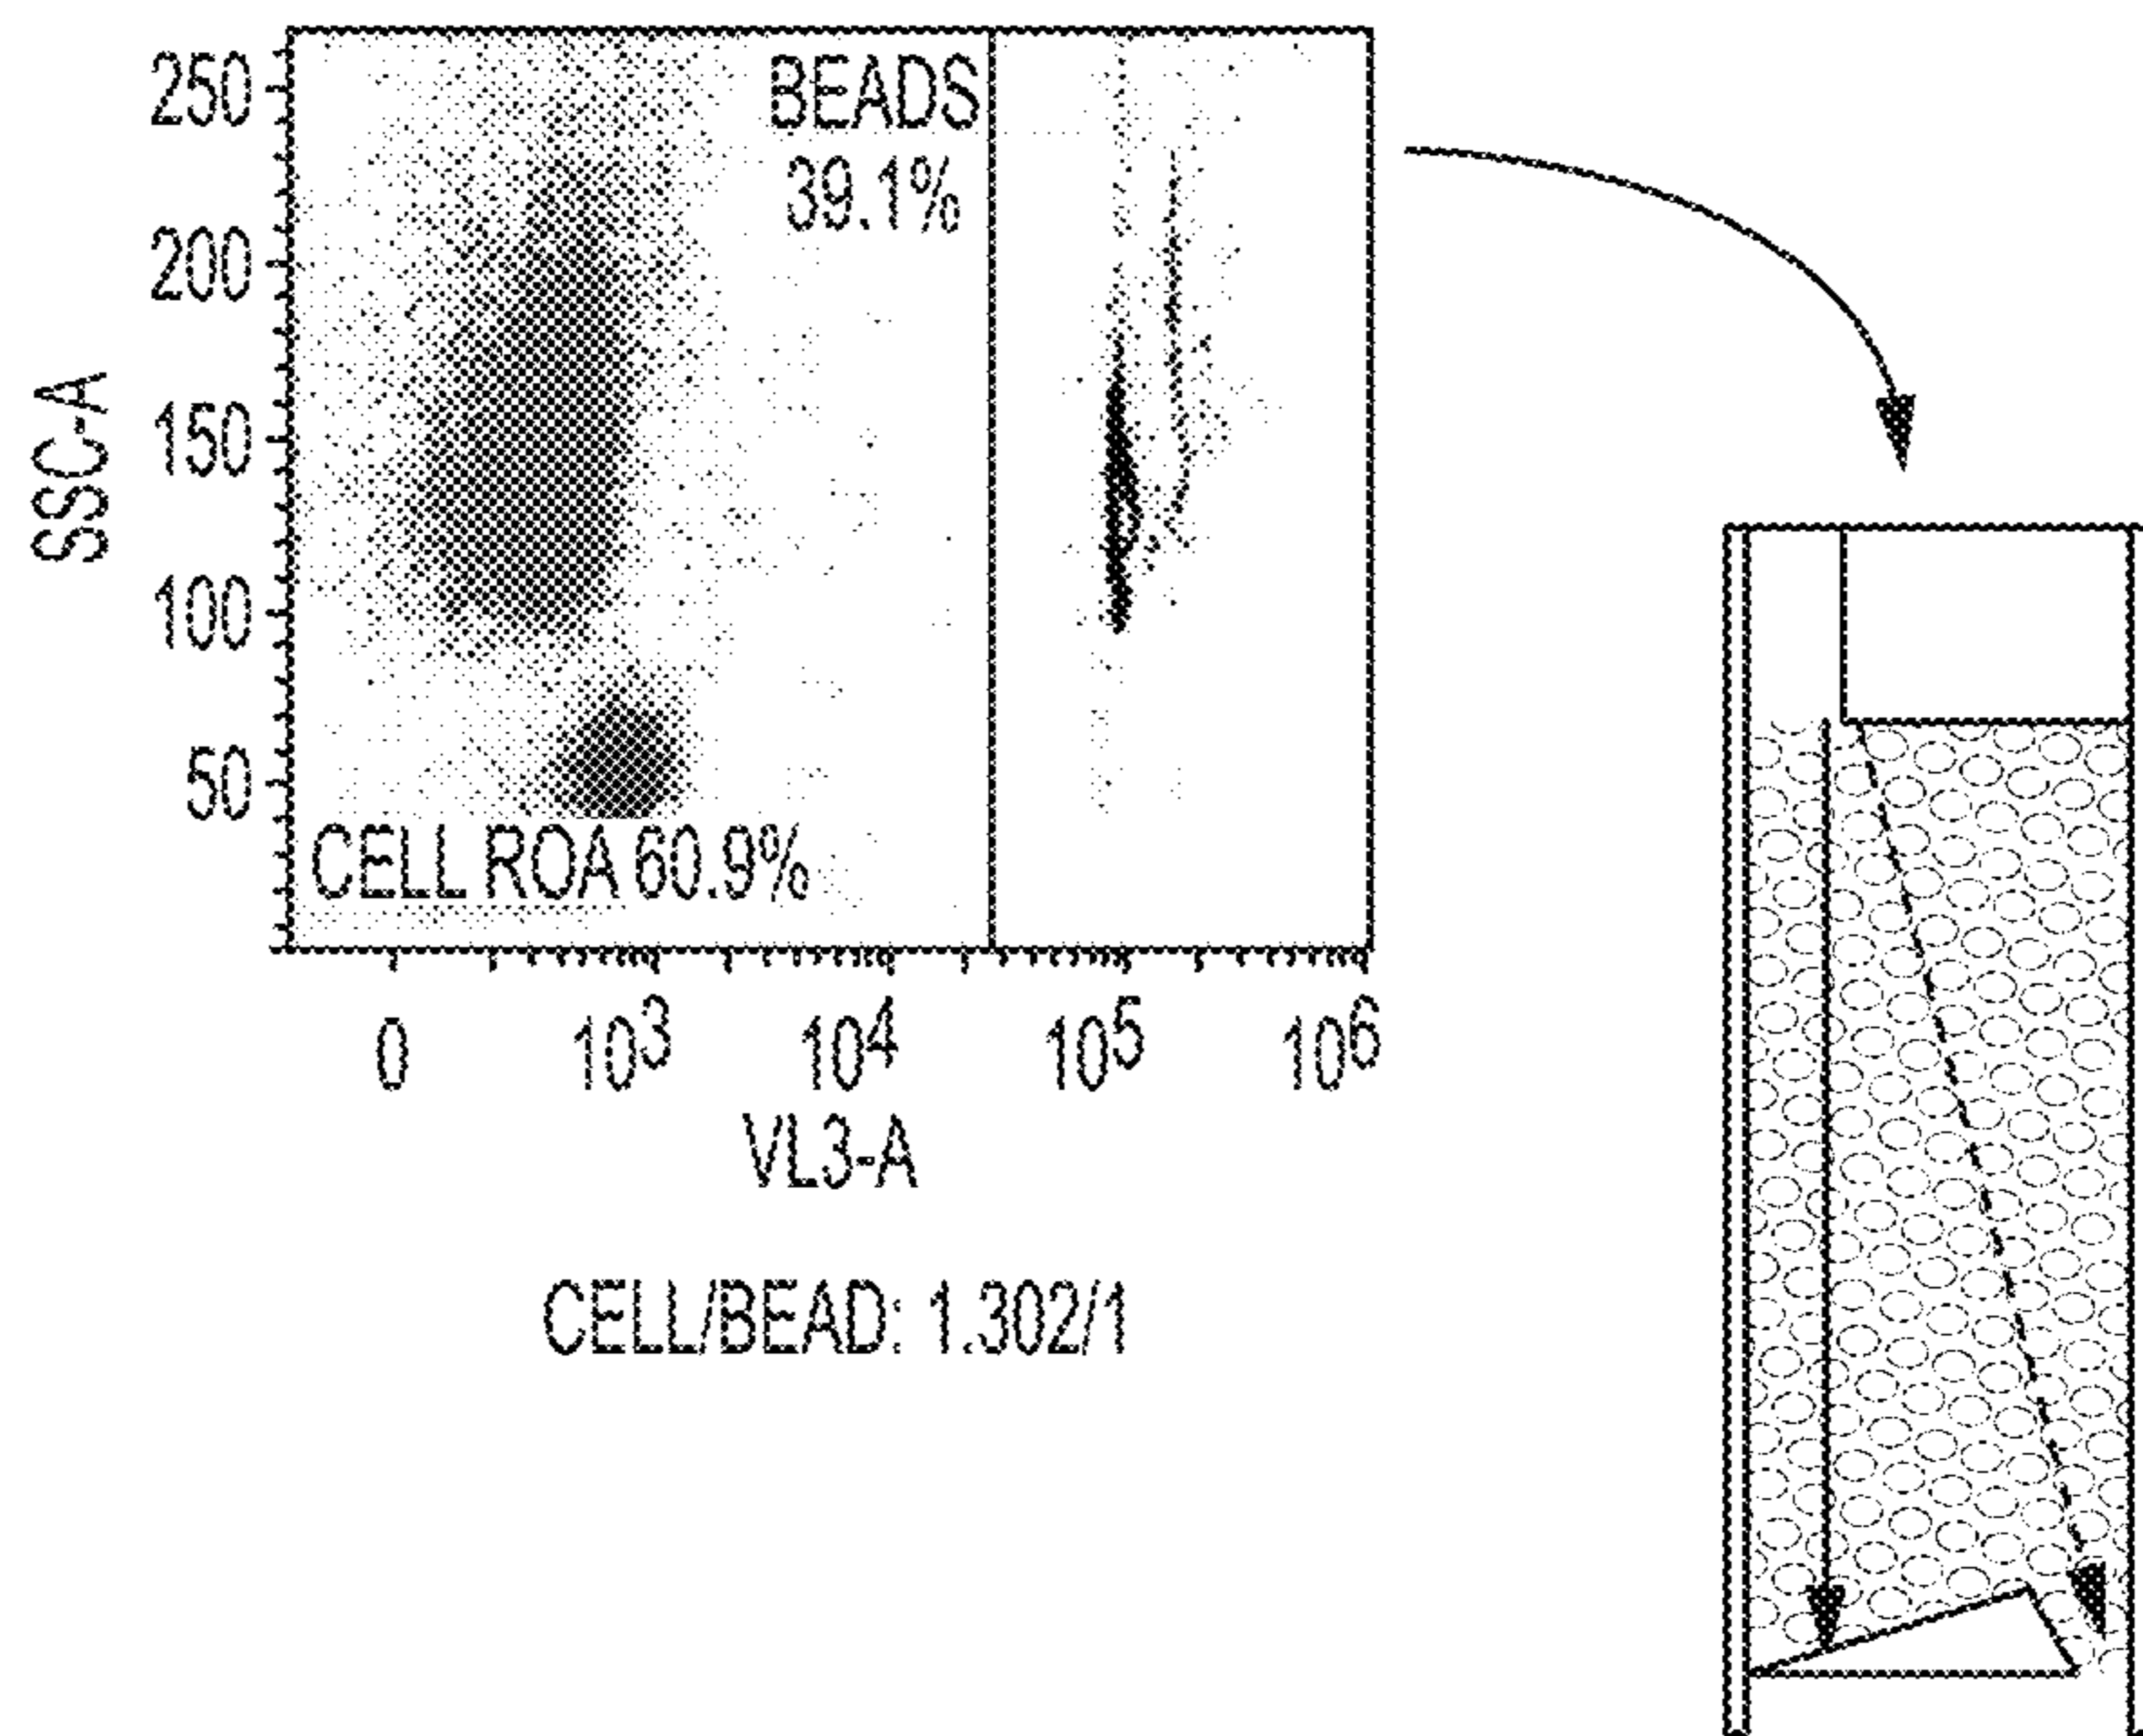 250
200
150
100
50
SSC-A
BEADS
39.1%
CELL ROA 60.9%
0 10³ 10⁴ 10⁵ 10⁶
VL3-A
CELL/BEAD: 1.302/1